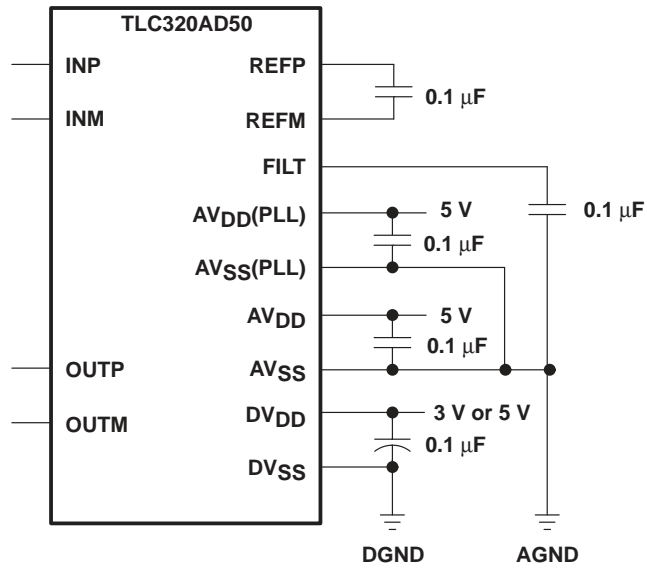 TLC320AD50
INP
REFP
0.1 μF
INM
REFM
FILT
0.1 μF
AVDD(PLL)
5 V
0.1 μF
AVSS(PLL)
AVDD
5 V
0.1 μF
OUTP
AVSS
DVDD
3 V or 5 V
OUTM
0.1 μF
DVSS
DGND
AGND